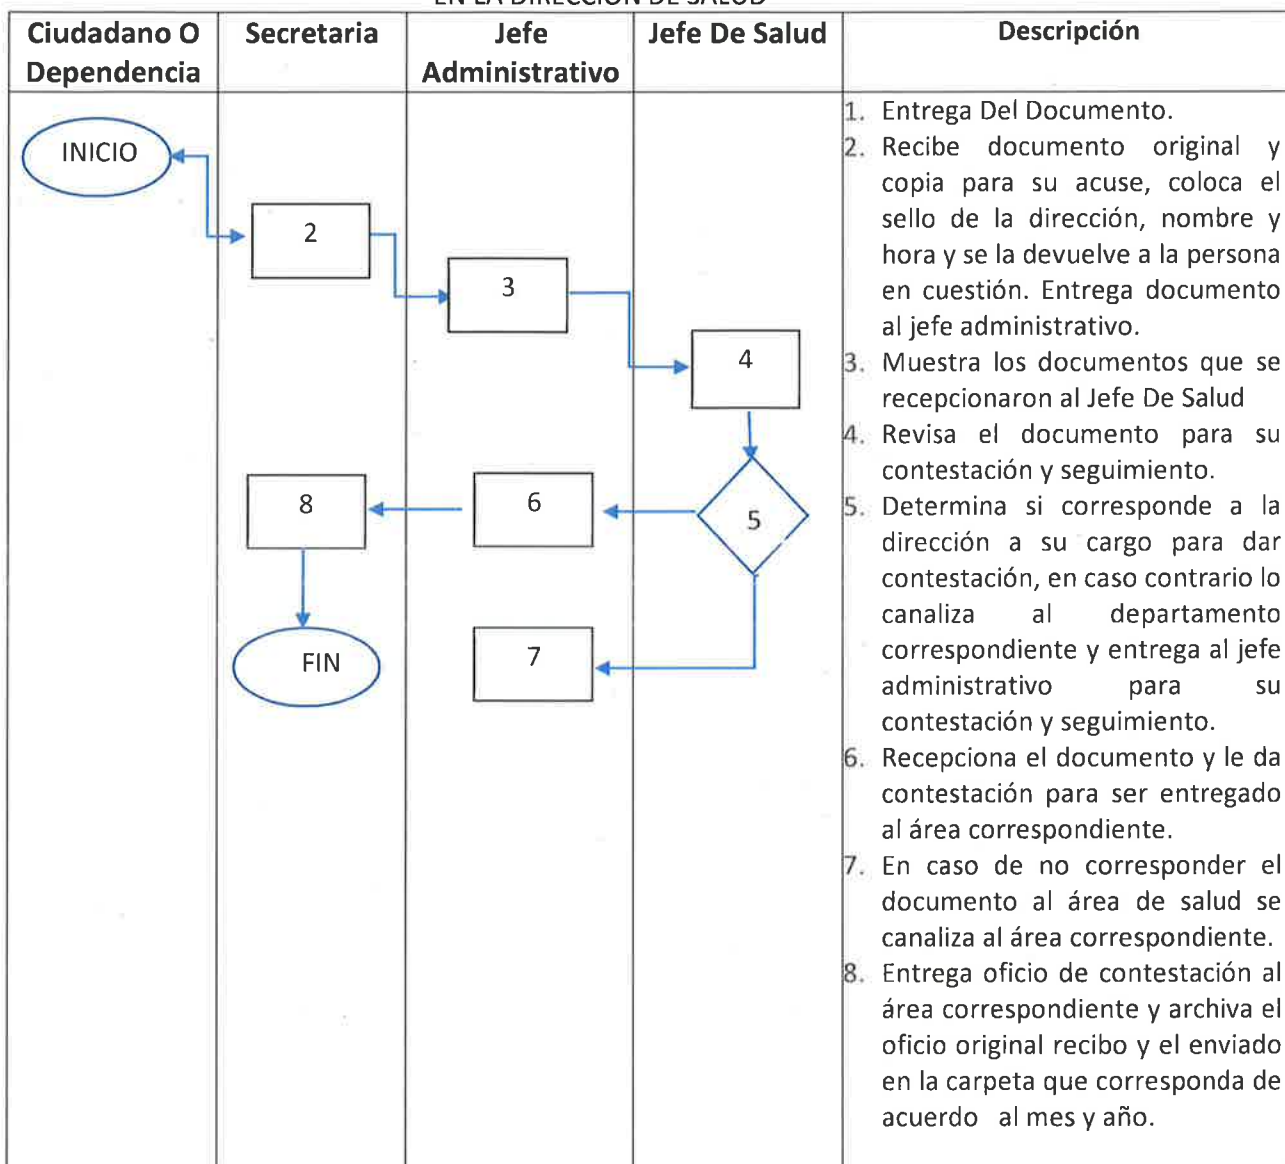 EN LA DIRECCIÓN DE SALUD
Ciudadano O
Dependencia
Secretaria
Jefe
Administrativo
Jefe De Salud
Descripción
INICIO
2
3
4
5
6
8
7
FIN
1. Entrega Del Documento.
2. Recibe documento original y
copia para su acuse, coloca el
sello de la dirección, nombre y
hora y se la devuelve a la persona
en cuestión. Entrega documento
al jefe administrativo.
3. Muestra los documentos que se
recepcionaron al Jefe De Salud
4. Revisa el documento para su
contestación y seguimiento.
5. Determina si corresponde a la
dirección a su cargo para dar
contestación, en caso contrario lo
canaliza al departamento
correspondiente y entrega al jefe
administrativo para su
contestación y seguimiento.
6. Recepciona el documento y le da
contestación para ser entregado
al área correspondiente.
7. En caso de no corresponder el
documento al área de salud se
canaliza al área correspondiente.
8. Entrega oficio de contestación al
área correspondiente y archiva el
oficio original recibo y el enviado
en la carpeta que corresponda de
acuerdo al mes y año.